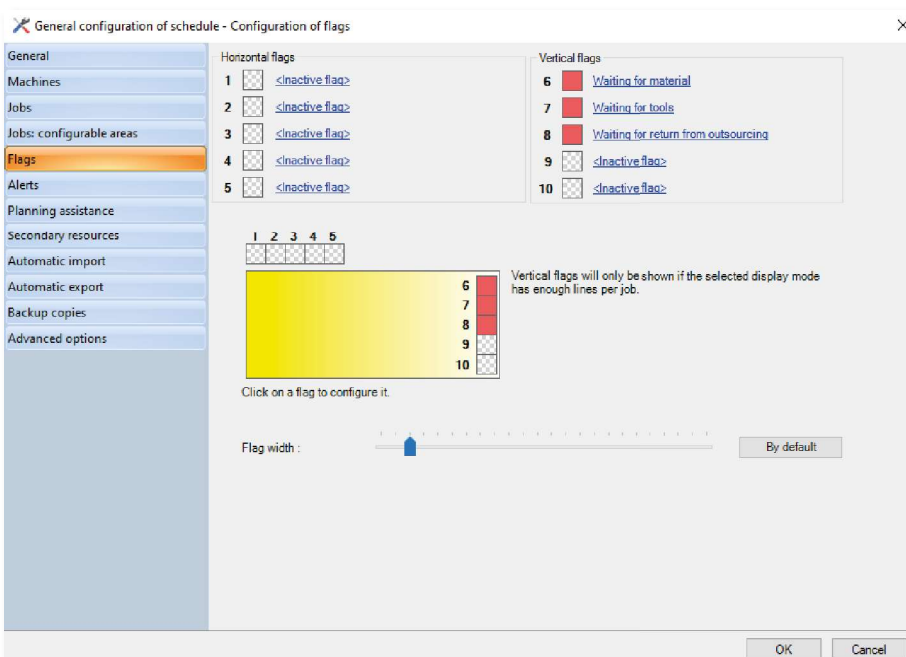 General configuration of schedule - Configuration of flags
General
Machines
Jobs
Jobs: configurable areas
Flags
Alerts
Planning assistance
Secondary resources
Automatic import
Automatic export
Backup copies
Advanced options
Horizontal flags
1 <Inactive flag>
2 <Inactive flag>
3 <Inactive flag>
4 <Inactive flag>
5 <Inactive flag>
Vertical flags
6 Waiting for material
7 Waiting for tools
8 Waiting for return from outsourcing
9 <Inactive flag>
10 <Inactive flag>
1 2 3 4 5
6
7
8
9
10
Vertical flags will only be shown if the selected display mode
has enough lines per job.
Click on a flag to configure it.
Flag width :
By default
OK
Cancel